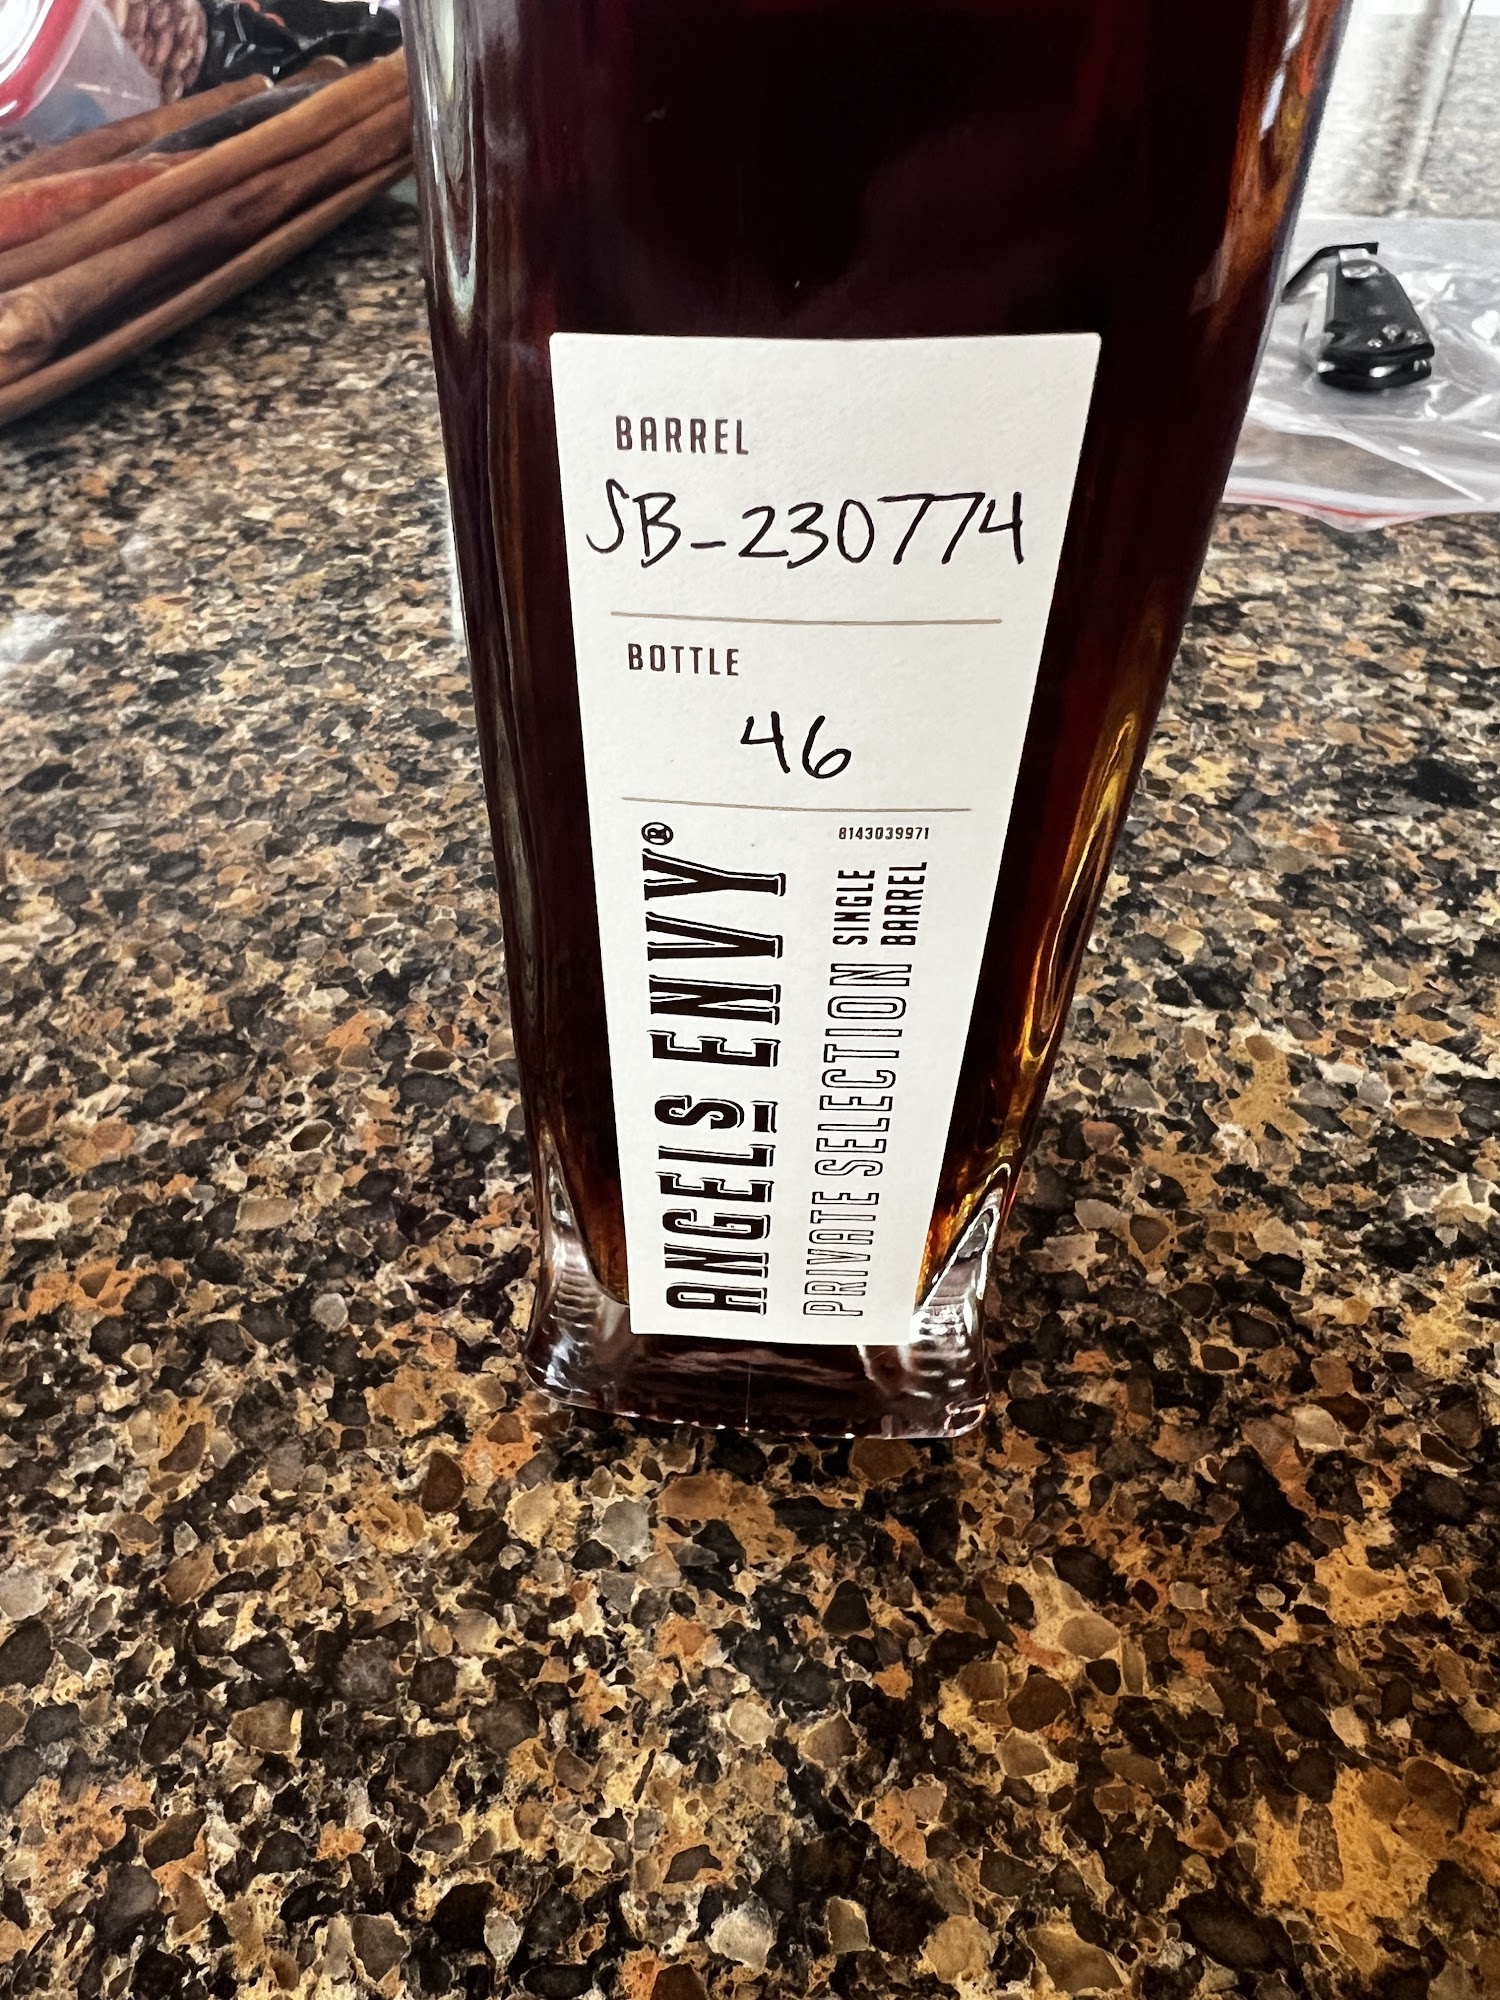 BARREL
SB-230774
BOTTLE
46
8143039971
ANGELS ENVY®
PRIVATE SELECTION SINGLE
BARREL